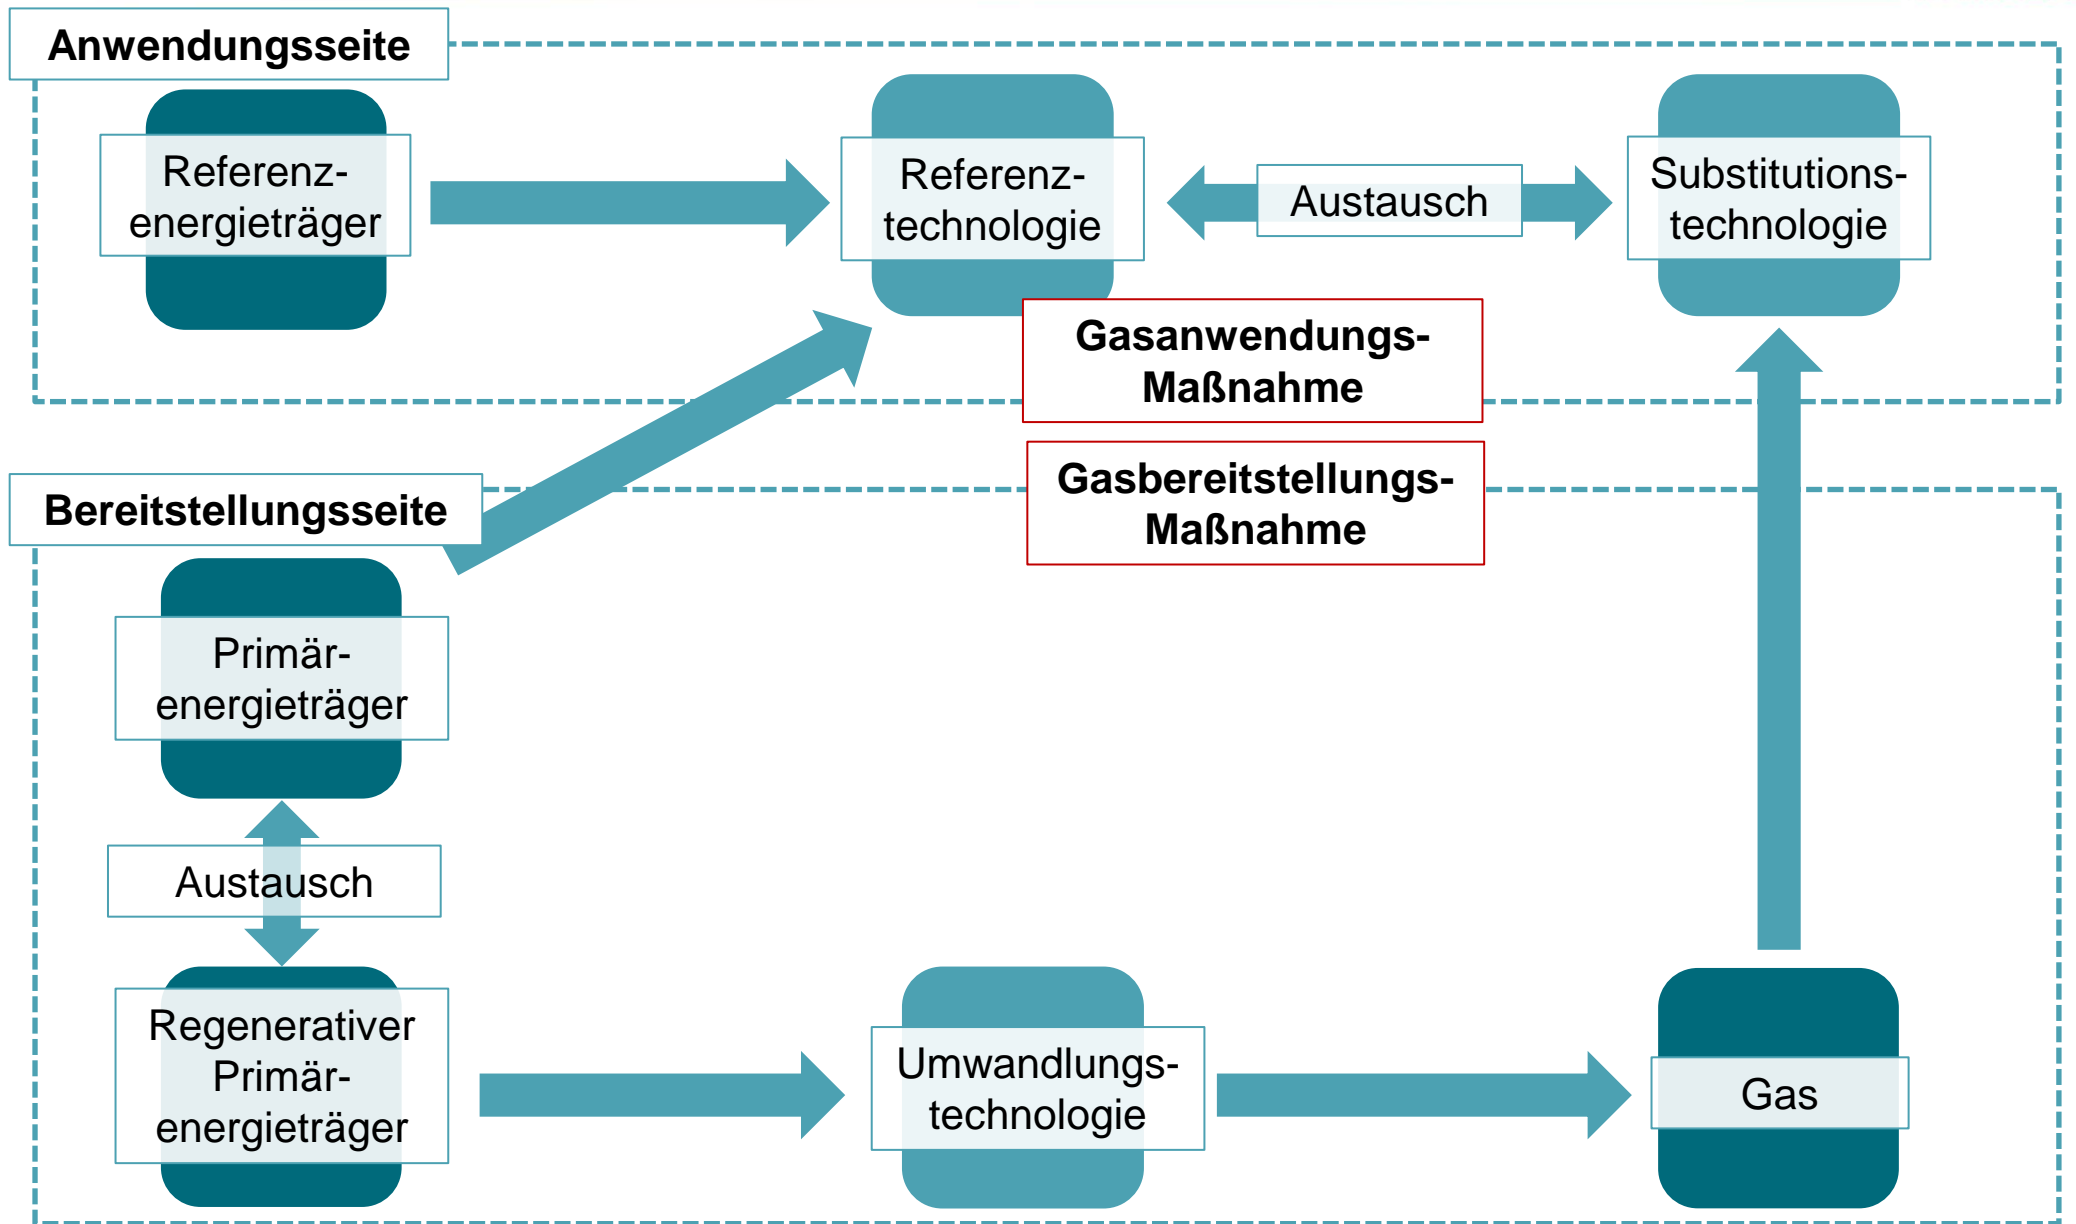 Anwendungsseite
Referenz-
energieträger
Referenz-
technologie
Austausch
Substitutions-
technologie
Gasanwendungs-
Maßnahme
Gasbereitstellungs-
Maßnahme
Bereitstellungsseite
Primär-
energieträger
Austausch
Regenerativer
Primär-
energieträger
Umwandlungs-
technologie
Gas